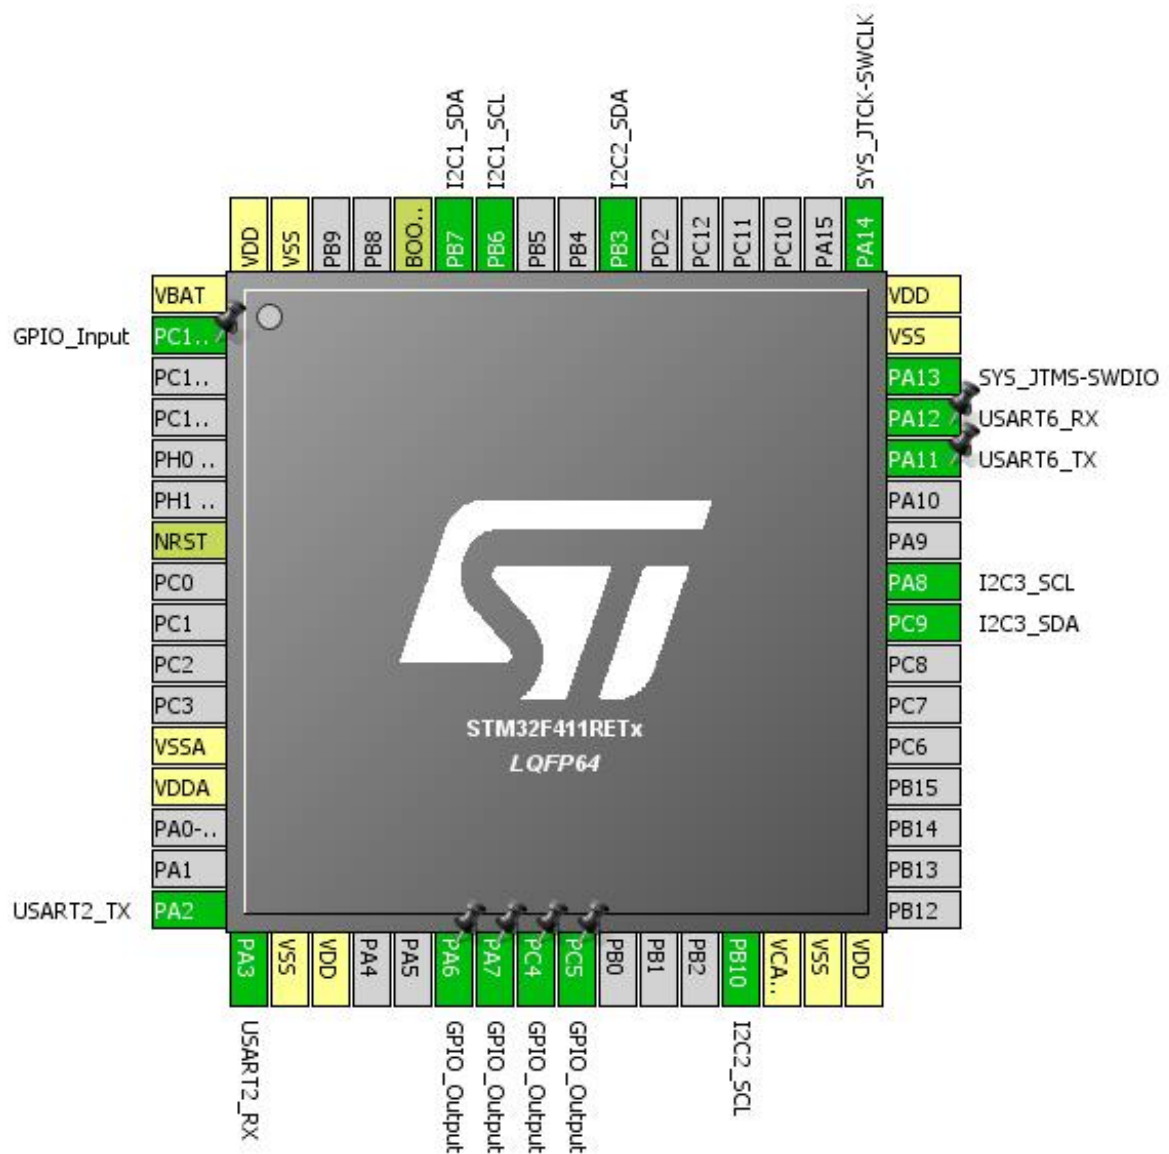 I2C1_SDA
I2C1_SCL
I2C2_SDA
SYS_JTCK-SWCLK
VDD
VSS
PB9
PB8
BOO..
PB7
PB6
PB5
PB4
PB3
PD2
PC12
PC11
PC10
PA15
PA14
VBAT
GPIO_Input PC1..
PC1..
PC1..
PH0 ..
PH1 ..
NRST
PC0
PC1
PC2
PC3
VSSA
VDDA
PA0-..
PA1
USART2_TX PA2
STM32F411RETx
LQFP64
VDD
VSS
PA13 SYS_JTMS-SWDIO
PA12 USART6_RX
PA11 USART6_TX
PA10
PA9
PA8 I2C3_SCL
PC9 I2C3_SDA
PC8
PC7
PC6
PB15
PB14
PB13
PB12
PA3
VSS
VDD
PA4
PA5
PA6
PA7
PC4
PC5
PB0
PB1
PB2
PB10
VCA..
VSS
VDD
USART2_RX
GPIO_Output
GPIO_Output
GPIO_Output
GPIO_Output
I2C2_SCL